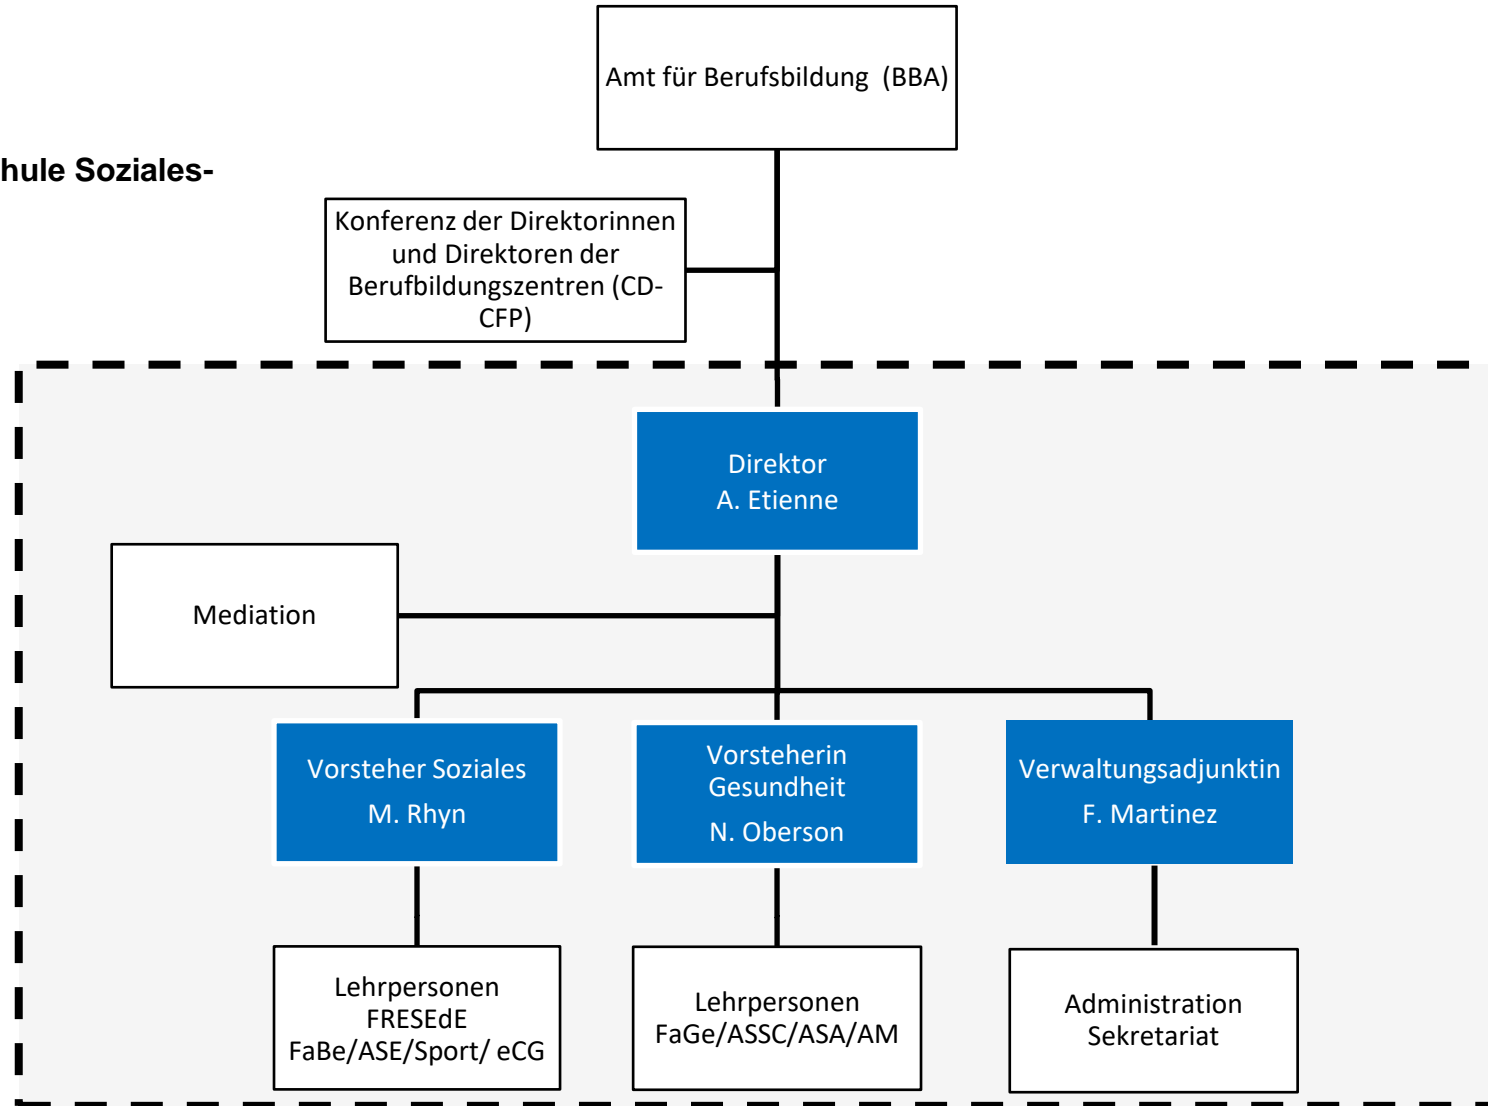 Amt für Berufsbildung (BBA)
hule Soziales-
Konferenz der Direktorinnen
und Direktoren der
Berufbildungszentren (CD-
CFP)
Direktor
A. Etienne
Mediation
Vorsteher Soziales
M. Rhyn
Vorsteherin
Gesundheit
N. Oberson
Verwaltungsadjunktin
F. Martinez
Lehrpersonen
FRESEdE
FaBe/ASE/Sport/ eCG
Lehrpersonen
FaGe/ASSC/ASA/AM
Administration
Sekretariat